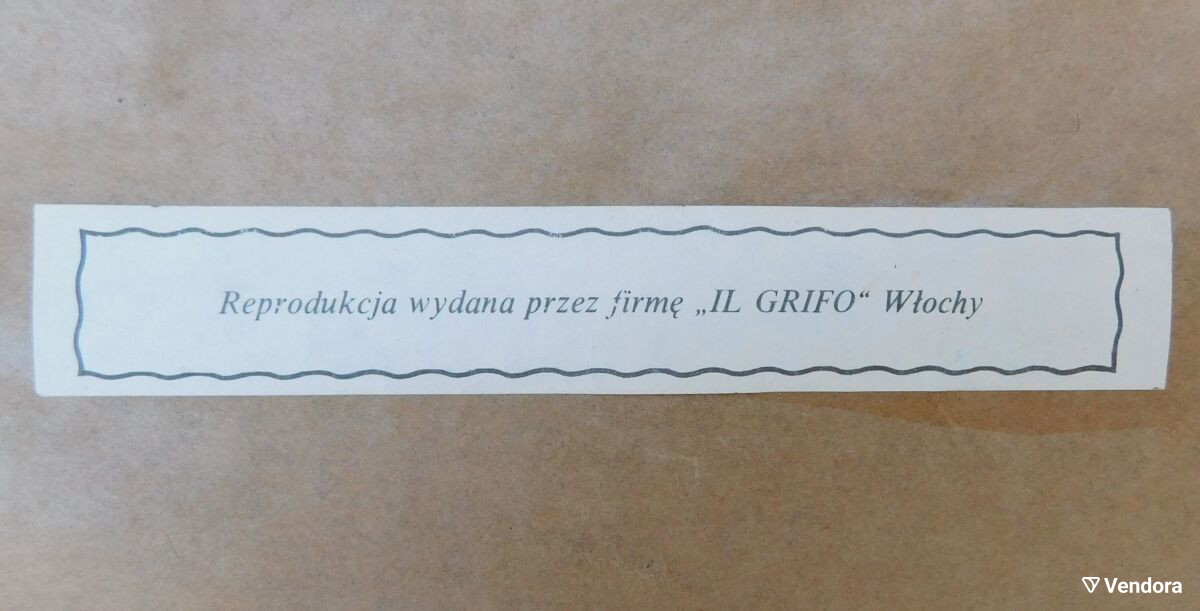 Reprodukcja wydana przez firmę „IL GRIFO“ Włochy
Vendora